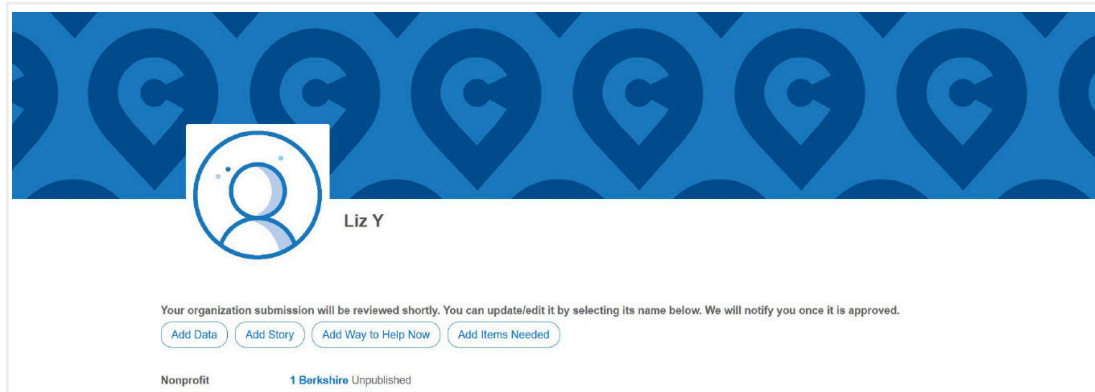 Liz Y
Your organization submission will be reviewed shortly. You can update/edit it by selecting its name below. We will notify you once it is approved.
Add Data Add Story Add Way to Help Now Add Items Needed
Nonprofit 1 Berkshire Unpublished